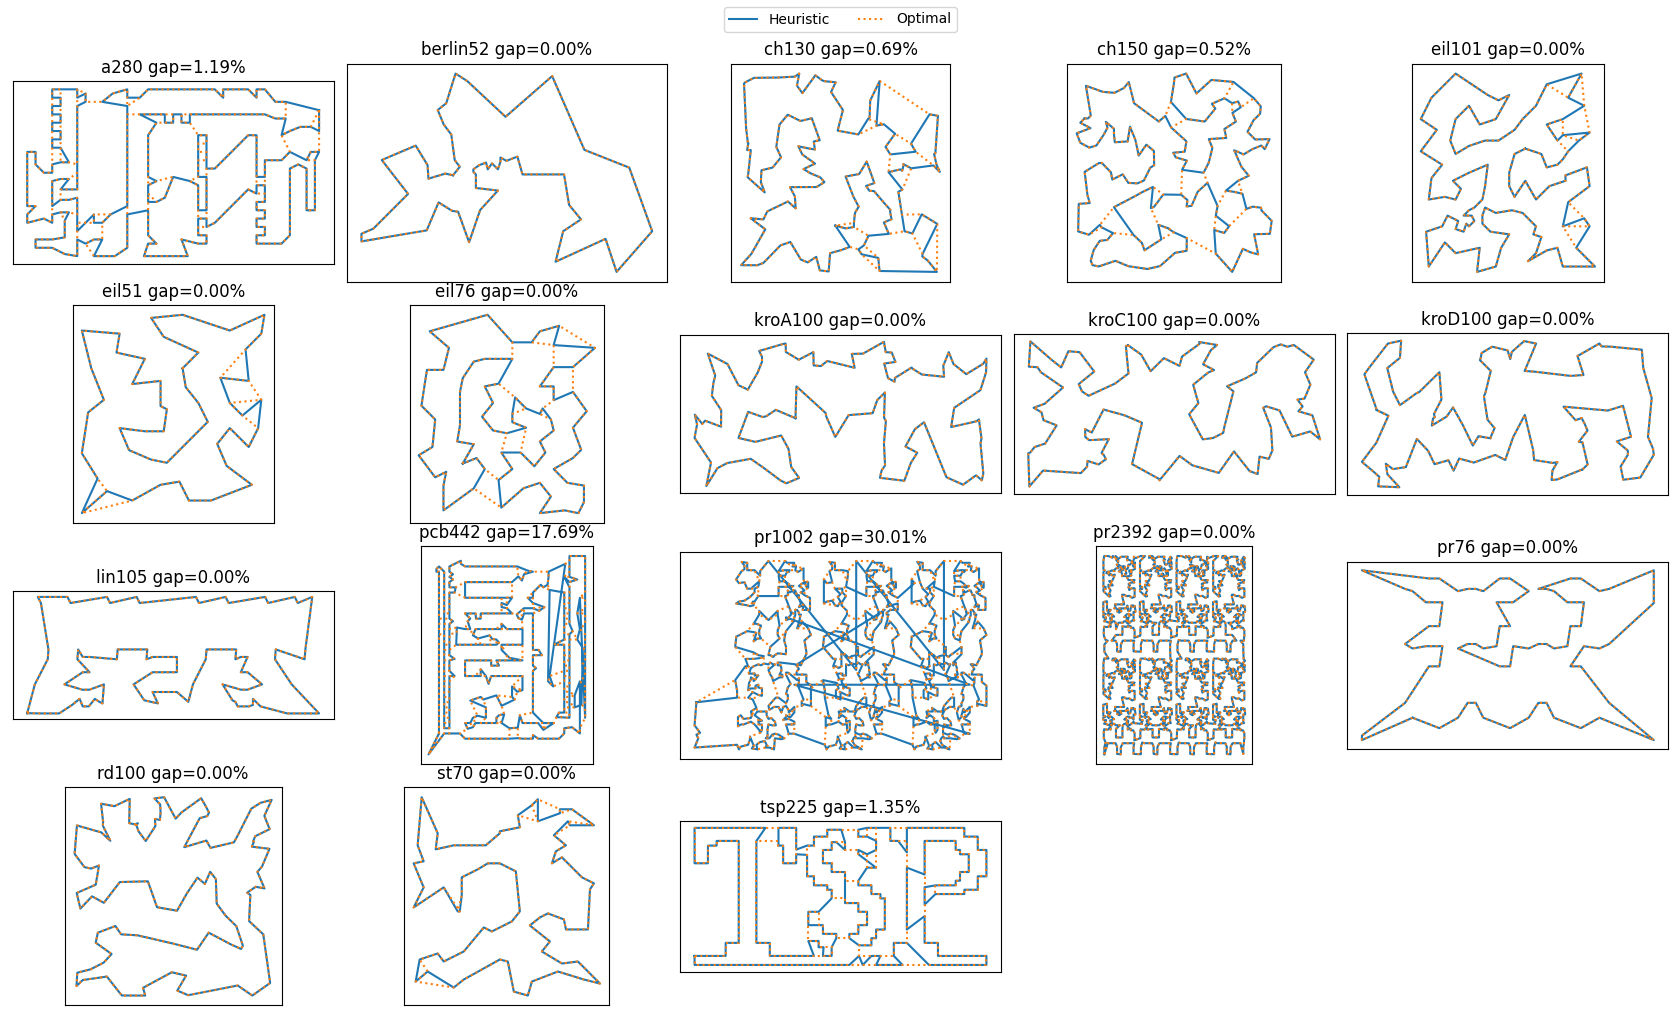 Heuristic
Optimal
a280 gap=1.19%
berlin52 gap=0.00%
ch130 gap=0.69%
ch150 gap=0.52%
eil101 gap=0.00%
eil51 gap=0.00%
eil76 gap=0.00%
kroA100 gap=0.00%
kroC100 gap=0.00%
kroD100 gap=0.00%
lin105 gap=0.00%
pcb442 gap=17.69%
pr1002 gap=30.01%
pr2392 gap=0.00%
pr76 gap=0.00%
rd100 gap=0.00%
st70 gap=0.00%
tsp225 gap=1.35%